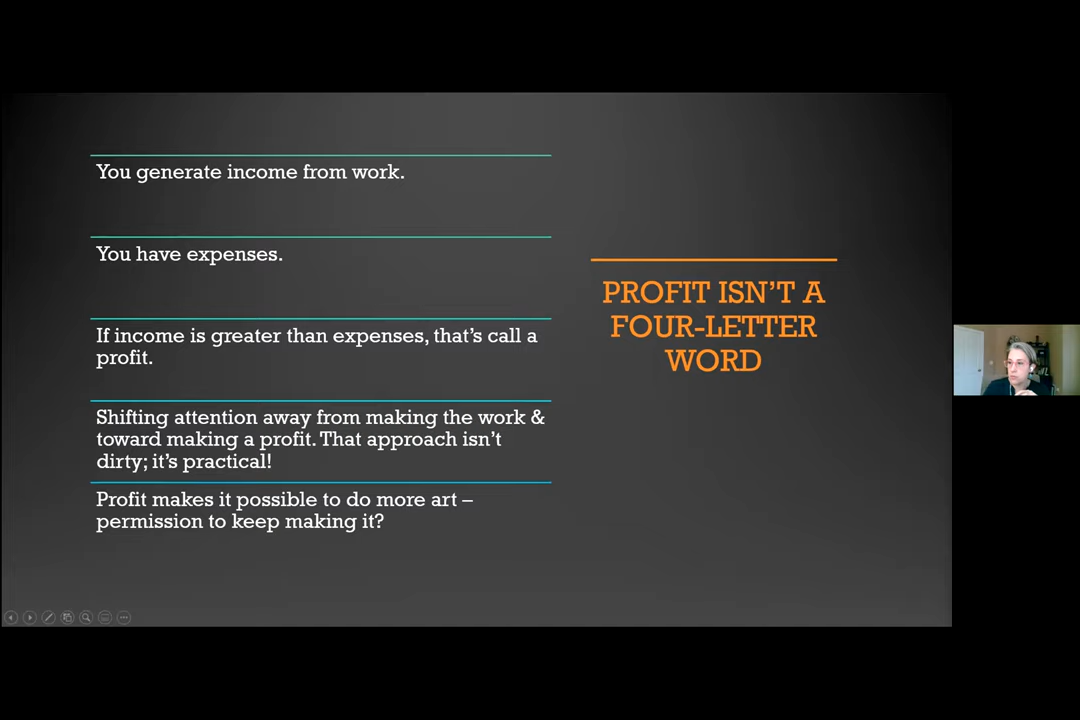 You generate income from work.
You have expenses.
If income is greater than expenses, that's call a
profit.
Shifting attention away from making the work &
toward making a profit. That approach isn't
dirty; it's practical!
Profit makes it possible to do more art –
permission to keep making it?
PROFIT ISN'T A
FOUR-LETTER
WORD